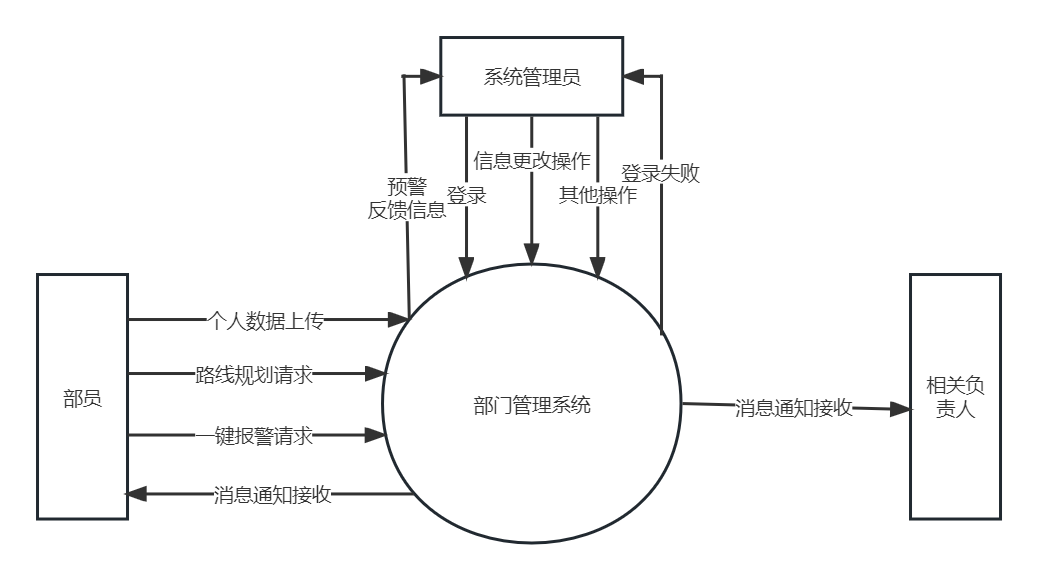 系统管理员
信息更改操作
登录失败
预警
反馈信息
登录
其他操作
个人数据上传
路线规划请求
部员
一键报警请求
消息通知接收
部门管理系统
消息通知接收
相关负
责人